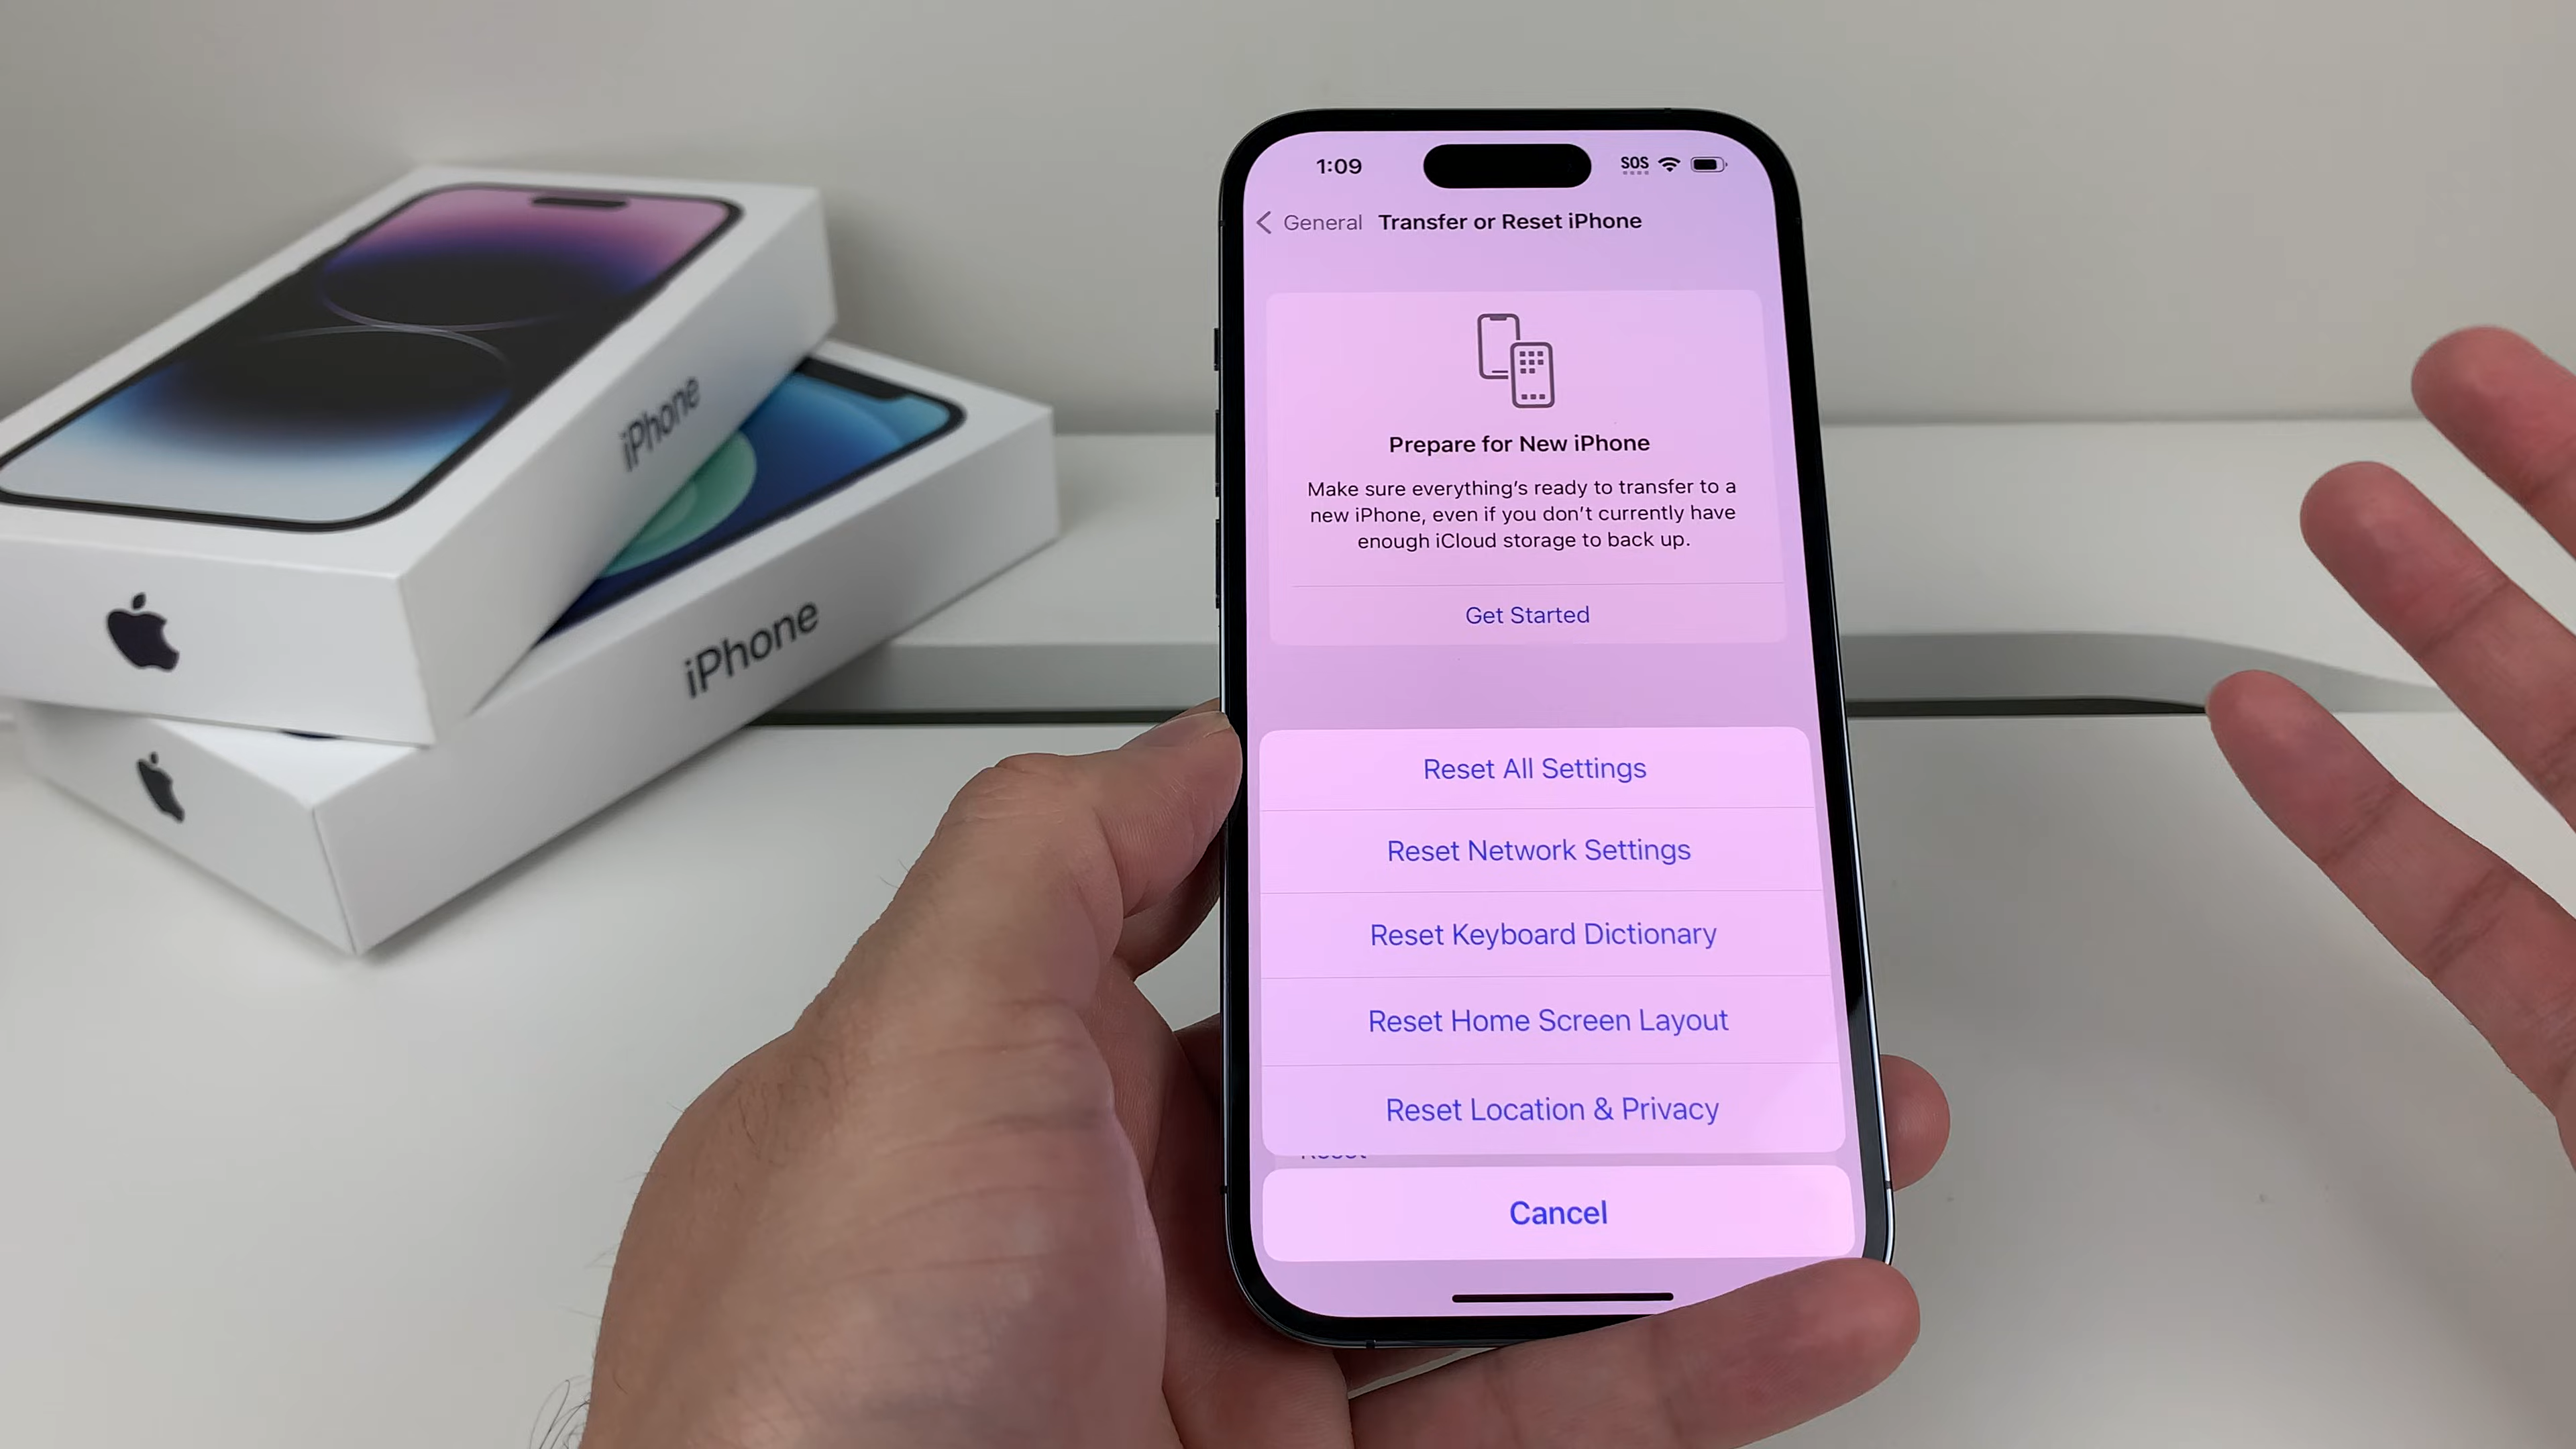 1:09
SOS
General
Transfer or Reset iPhone
Prepare for New iPhone
Make sure everything's ready to transfer to a
new iPhone, even if you don't currently have
enough iCloud storage to back up.
Get Started
Reset All Settings
Reset Network Settings
Reset Keyboard Dictionary
Reset Home Screen Layout
Reset Location & Privacy
Reset
Cancel
iPhone
iPhone